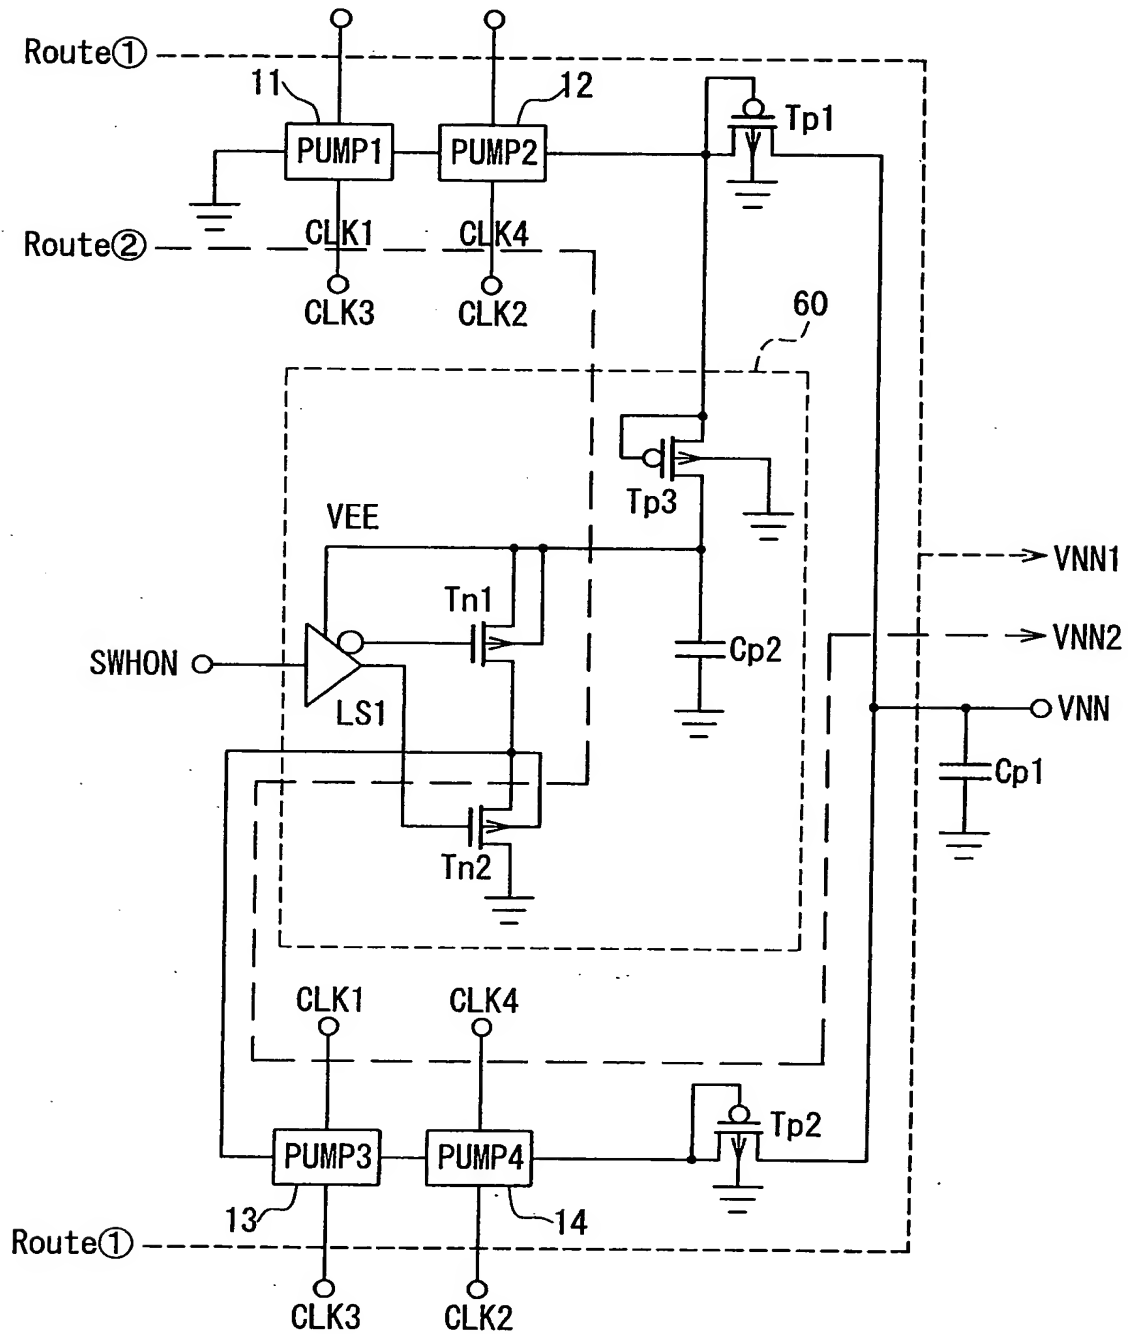 Route①
11
12
Tp1
PUMP1
PUMP2
CLK1
CLK4
Route②
CLK3
CLK2
60
Tp3
VEE
VNN1
Tn1
VNN2
SWHON
Cp2
LS1
VNN
Cp1
Tn2
CLK1
CLK4
Tp2
PUMP3
PUMP4
13
14
Route①
CLK3
CLK2